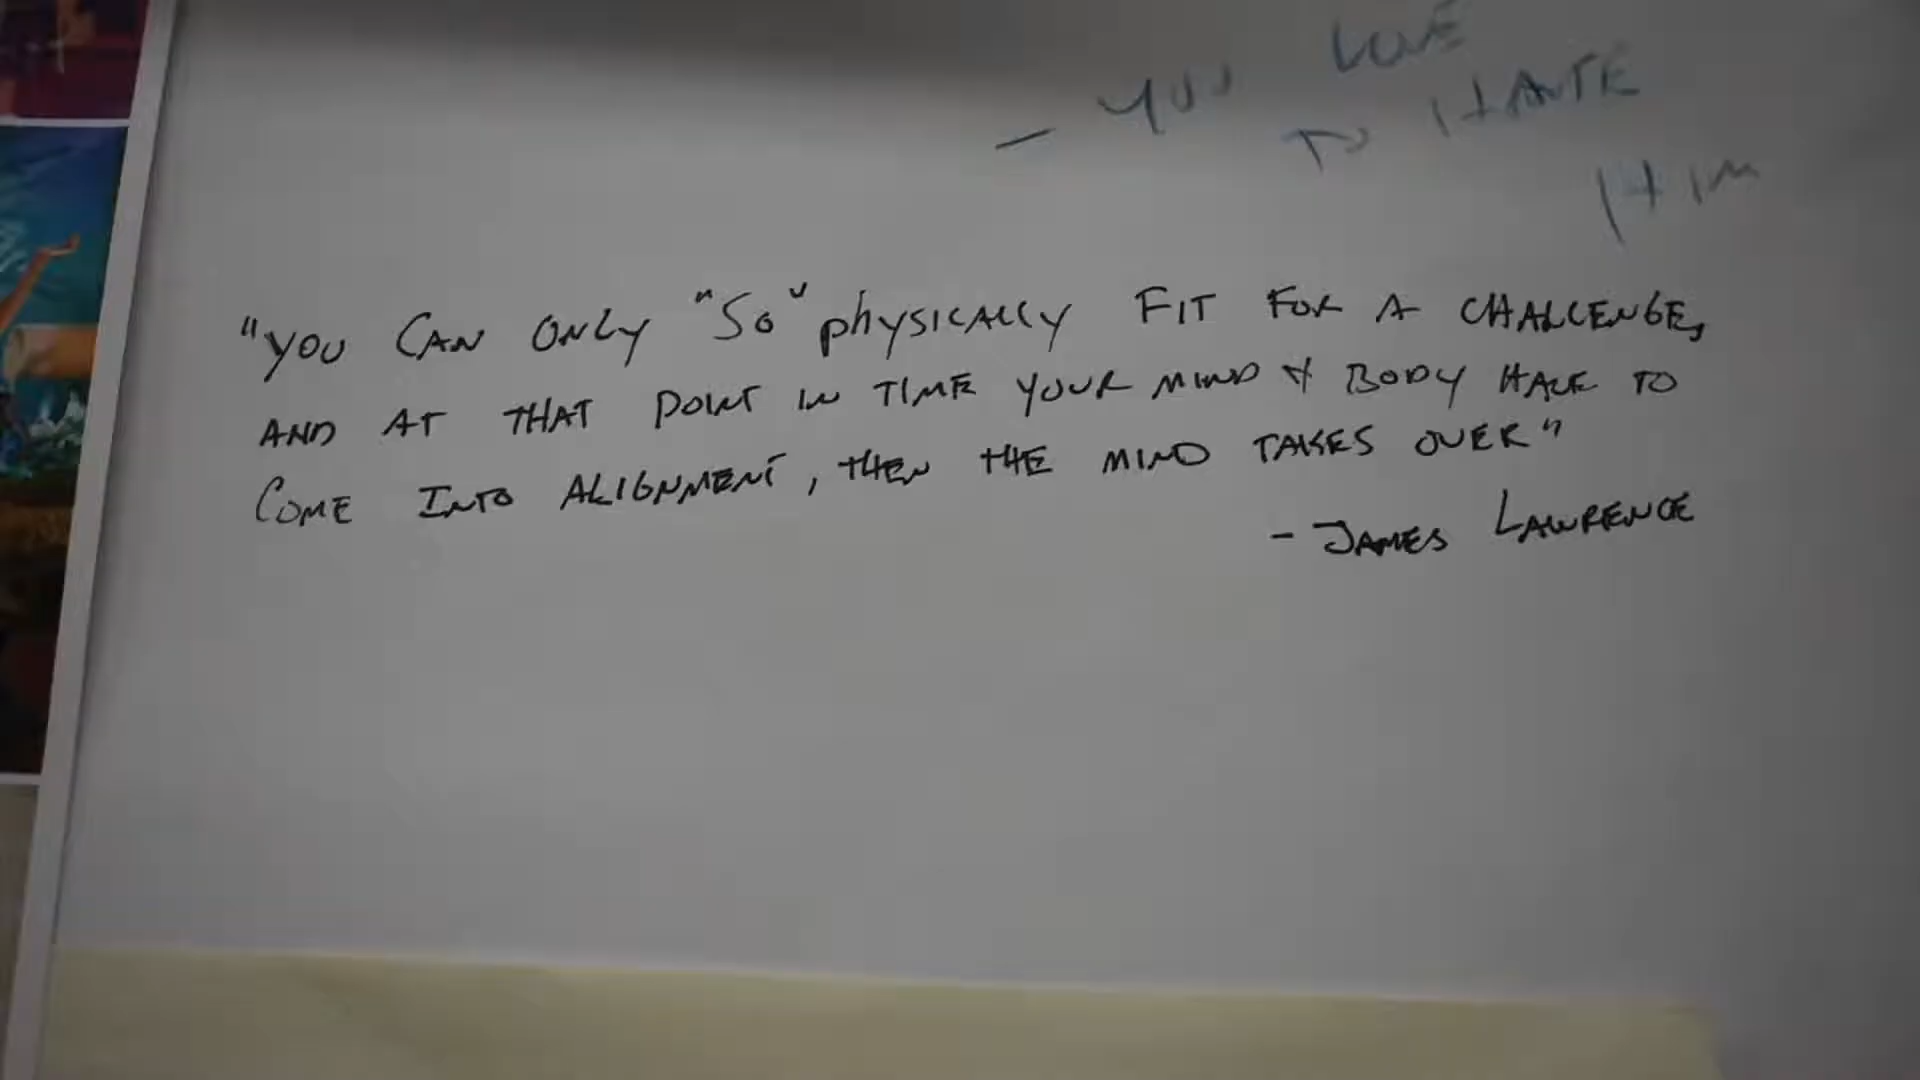 - YOU LOVE
TO HATE
HIM
"YOU CAN ONLY "SO" physICALLY FIT FOR A CHALLENGE,
AND AT THAT POINT IN TIME YOUR MIND & BODY HAVE TO
COME INTO ALIGNMENT, THEN THE MIND TAKES OVER"
- JAMES LAWRENCE